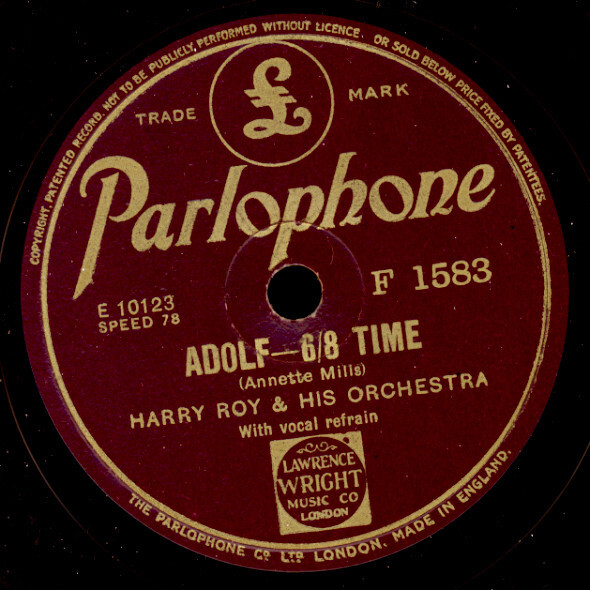 COPYRIGHT. PATENTED RECORD. NOT TO BE PUBLICLY, PERFORMED WITHOUT LICENCE. OR SOLD BELOW PRICE FIXED BY PATENTEES.
£
TRADE MARK
Parlophone
E 10123
SPEED 78
F 1583
ADOLF—6/8 TIME
(Annette Mills)
HARRY ROY & HIS ORCHESTRA
With vocal refrain
LAWRENCE
WRIGHT
MUSIC CO
LONDON
THE PARLOPHONE Co LTD LONDON. MADE IN ENGLAND.